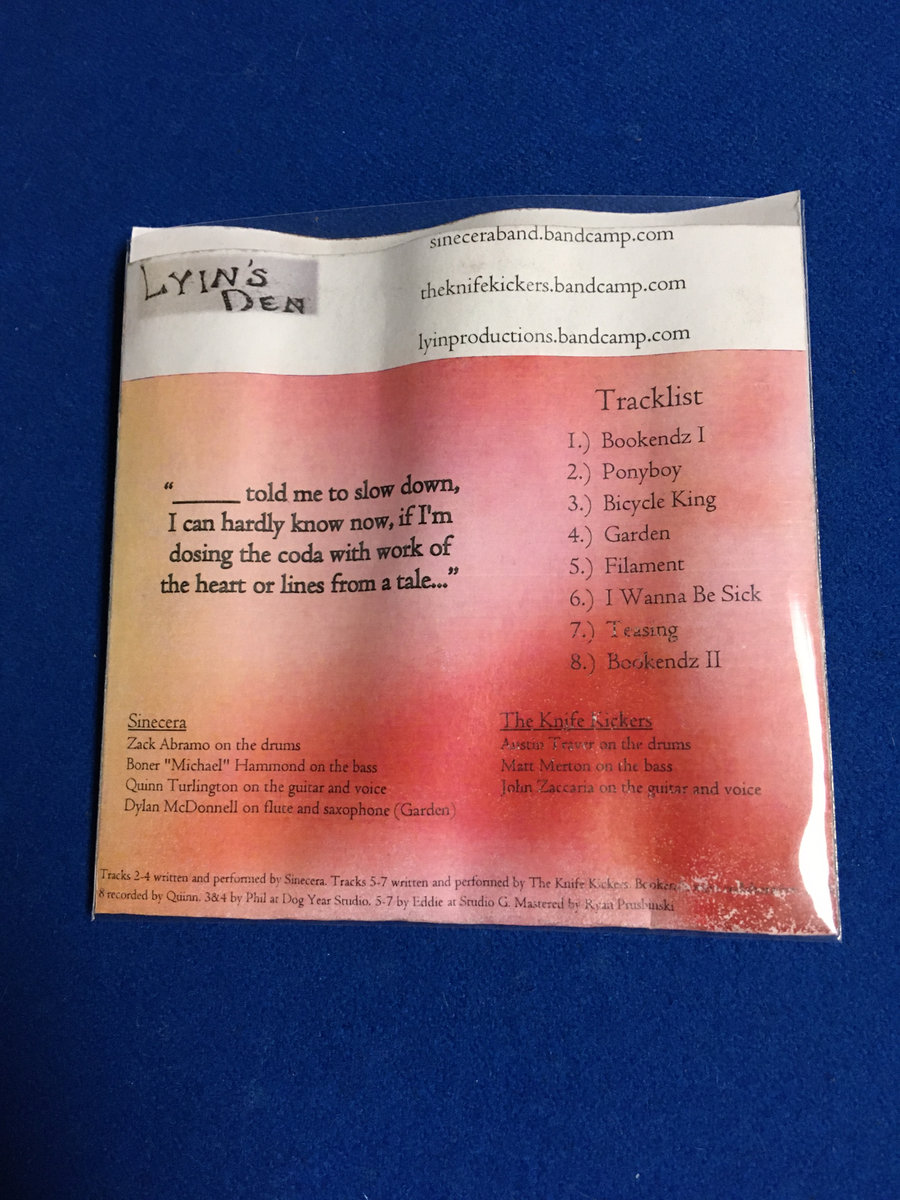 LYIN'S
DEN
sineceraband.bandcamp.com
theknifekickers.bandcamp.com
lyinproductions.bandcamp.com
Tracklist
1.) Bookendz I
2.) Ponyboy
3.) Bicycle King
4.) Garden
5.) Filament
6.) I Wanna Be Sick
7.) Teasing
8.) Bookendz II
“______ told me to slow down,
I can hardly know now, if I'm
dosing the coda with work of
the heart or lines from a tale...”
Sinecera
Zack Abramo on the drums
Boner "Michael" Hammond on the bass
Quinn Turlington on the guitar and voice
Dylan McDonnell on flute and saxophone (Garden)
The Knife Kickers
Austin Traver on the drums
Matt Merton on the bass
John Zaccaria on the guitar and voice
Tracks 2-4 written and performed by Sinecera. Tracks 5-7 written and performed by The Knife Kickers.
8 recorded by Quinn. 3&4 by Phil at Dog Year Studio. 5-7 by Eddie at Studio G. Mastered by Ryan